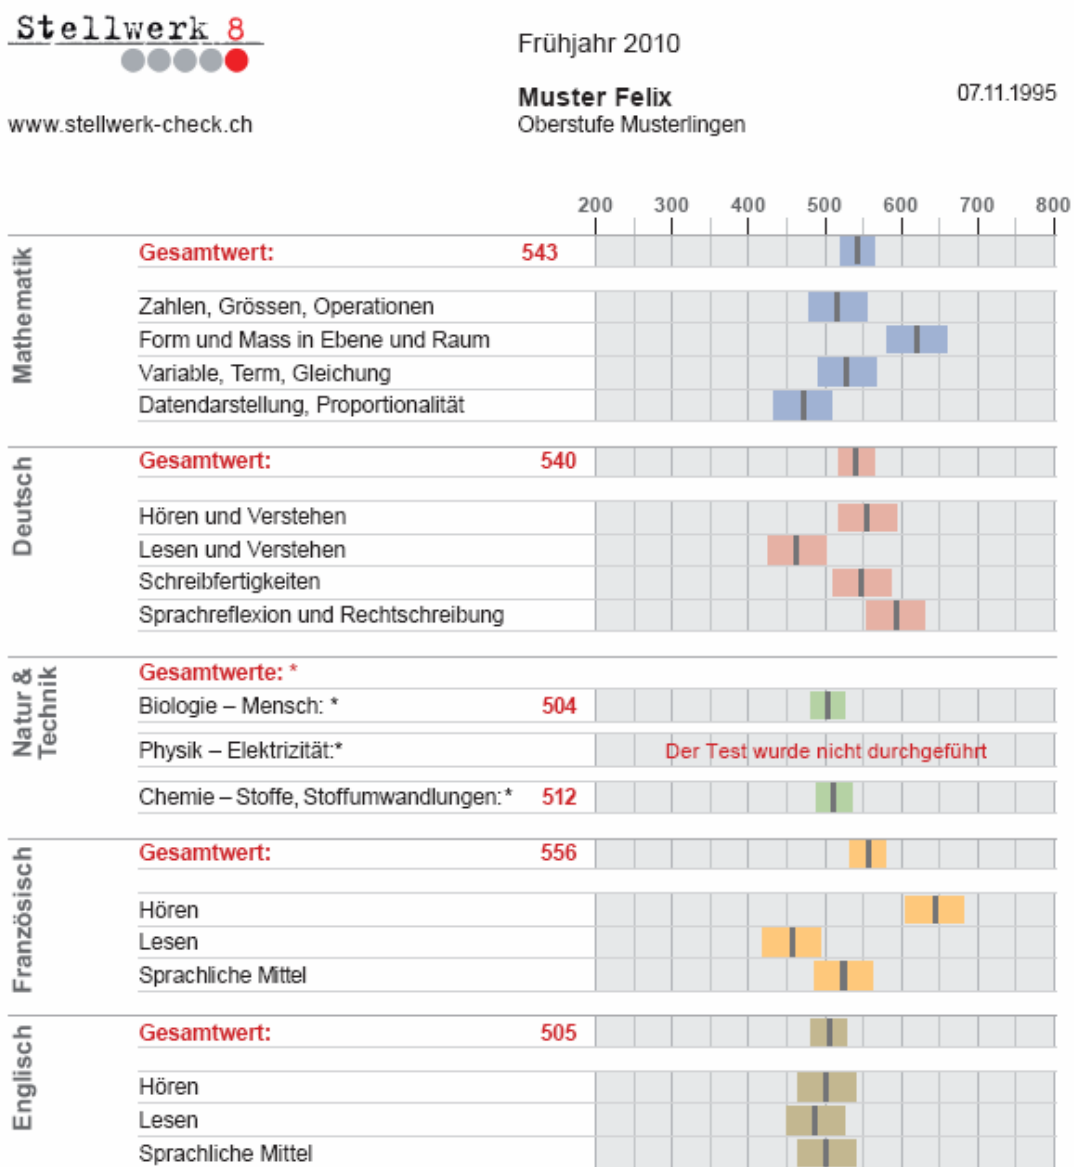 Stellwerk 8
Frühjahr 2010
Muster Felix 07.11.1995
www.stellwerk-check.ch Oberstufe Musterlingen
200 300 400 500 600 700 800
Mathematik
Gesamtwert: 543
Zahlen, Grössen, Operationen
Form und Mass in Ebene und Raum
Variable, Term, Gleichung
Datendarstellung, Proportionalität
Deutsch
Gesamtwert: 540
Hören und Verstehen
Lesen und Verstehen
Schreibfertigkeiten
Sprachreflexion und Rechtschreibung
Natur &
Technik
Gesamtwerte: *
Biologie – Mensch: * 504
Physik – Elektrizität:* Der Test wurde nicht durchgeführt
Chemie – Stoffe, Stoffumwandlungen:* 512
Französisch
Gesamtwert: 556
Hören
Lesen
Sprachliche Mittel
Englisch
Gesamtwert: 505
Hören
Lesen
Sprachliche Mittel